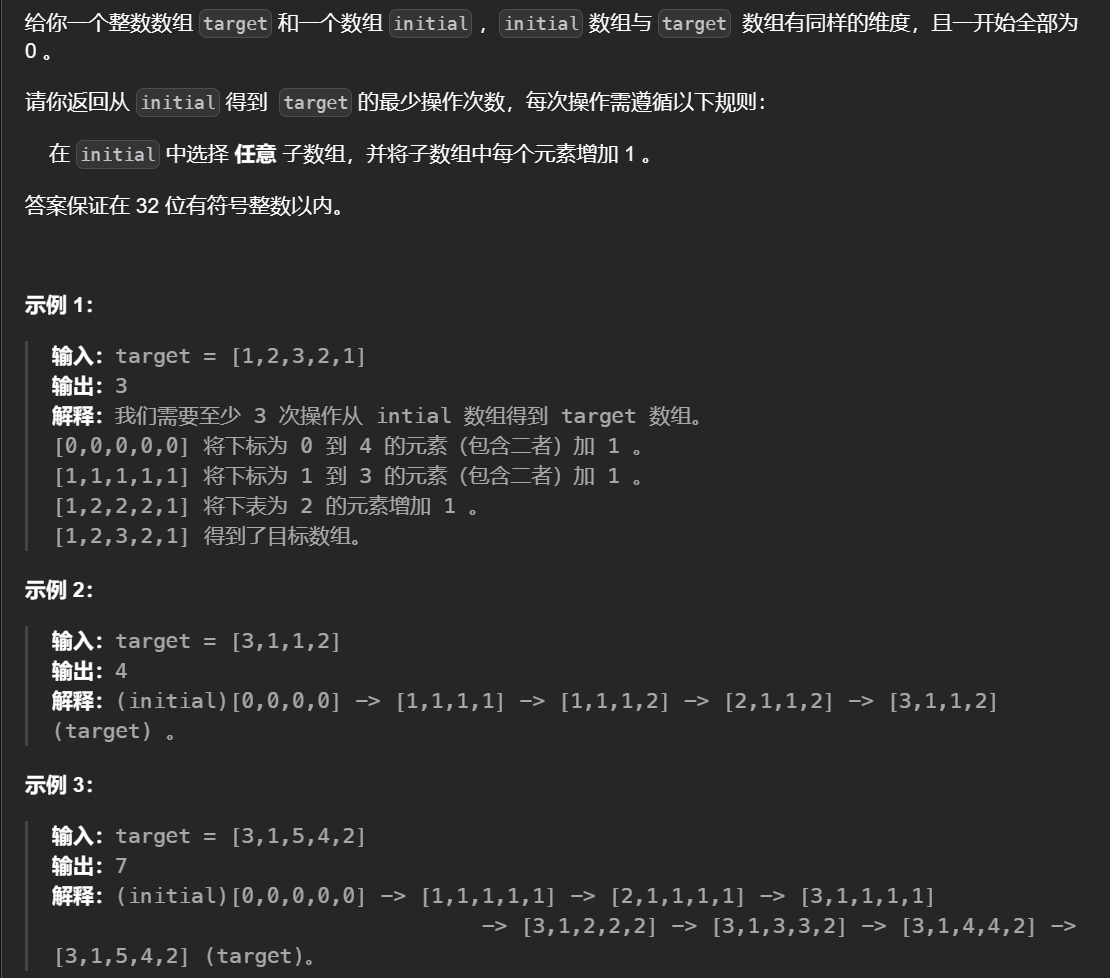 给你一个整数数组 target 和一个数组 initial ，initial 数组与 target 数组有同样的维度，且一开始全部为
0 。
请你返回从 initial 得到 target 的最少操作次数，每次操作需遵循以下规则：
在 initial 中选择 任意 子数组，并将子数组中每个元素增加 1 。
答案保证在 32 位有符号整数以内。
示例 1：
输入：target = [1,2,3,2,1]
输出：3
解释：我们需要至少 3 次操作从 intial 数组得到 target 数组。
[0,0,0,0,0] 将下标为 0 到 4 的元素（包含二者）加 1 。
[1,1,1,1,1] 将下标为 1 到 3 的元素（包含二者）加 1 。
[1,2,2,2,1] 将下表为 2 的元素增加 1 。
[1,2,3,2,1] 得到了目标数组。
示例 2：
输入：target = [3,1,1,2]
输出：4
解释：(initial)[0,0,0,0] -> [1,1,1,1] -> [1,1,1,2] -> [2,1,1,2] -> [3,1,1,2]
(target) 。
示例 3：
输入：target = [3,1,5,4,2]
输出：7
解释：(initial)[0,0,0,0,0] -> [1,1,1,1,1] -> [2,1,1,1,1] -> [3,1,1,1,1]
-> [3,1,2,2,2] -> [3,1,3,3,2] -> [3,1,4,4,2] ->
[3,1,5,4,2] (target)。